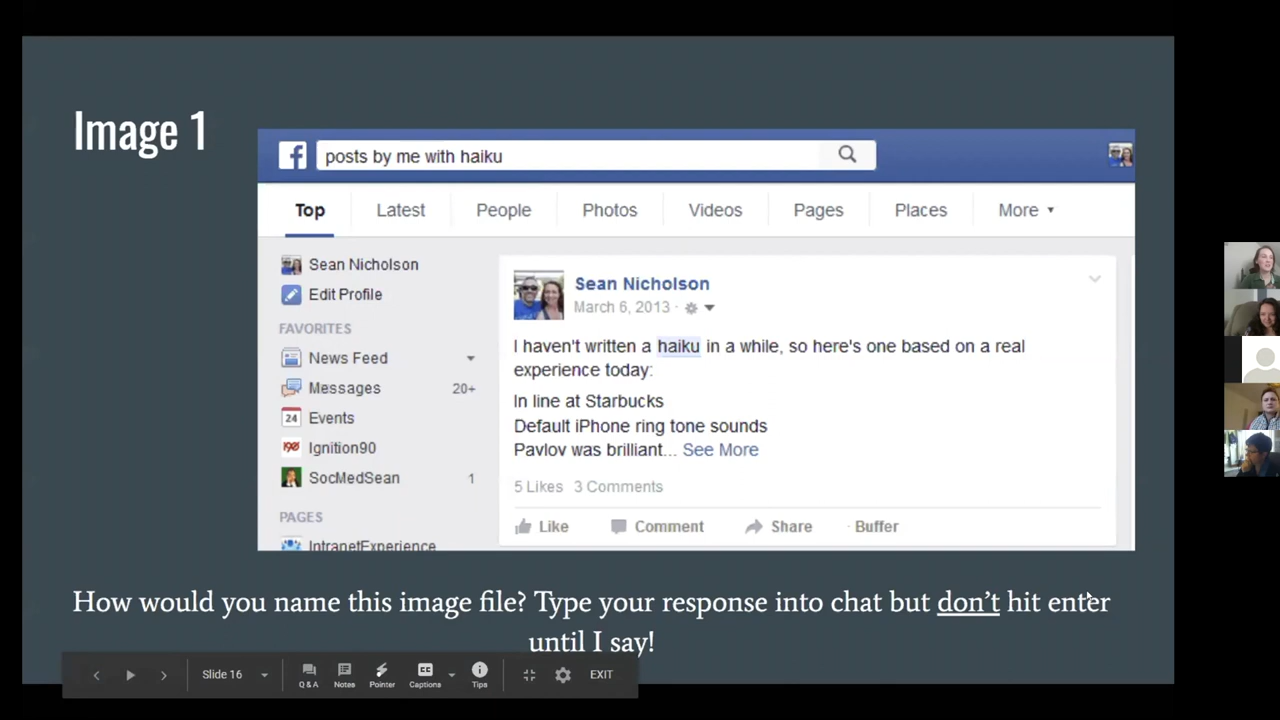 Image 1
posts by me with haiku
Top Latest People Photos Videos Pages Places More
Sean Nicholson
Edit Profile
FAVORITES
News Feed
Messages 20+
24 Events
Ignition90
SocMedSean 1
PAGES
IntranetExperience
Sean Nicholson
March 6, 2013 ·
I haven't written a haiku in a while, so here's one based on a real
experience today:
In line at Starbucks
Default iPhone ring tone sounds
Pavlov was brilliant... See More
5 Likes 3 Comments
Like Comment Share · Buffer
How would you name this image file? Type your response into chat but don't hit enter
until I say!
Slide 16
Q & A Notes Pointer Captions Tips EXIT